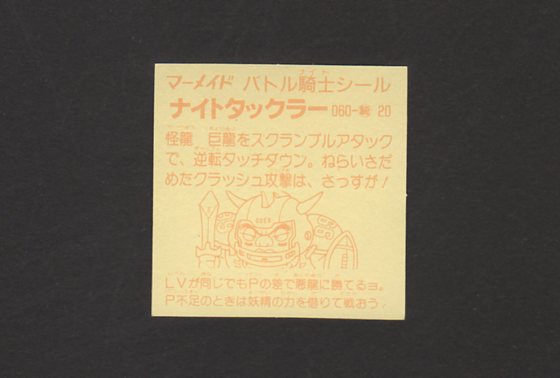 マーメイド バトル騎士シール
ナイトタックラー 060- 20
怪龍 巨龍をスクランブルアタック
で、逆転タッチダウン。ねらいさだ
めたクラッシュ攻撃は、さっすが!
LVが同じでもPの差で悪龍に勝てるヨ。
P不足のときは妖精の力を借りて戦おう